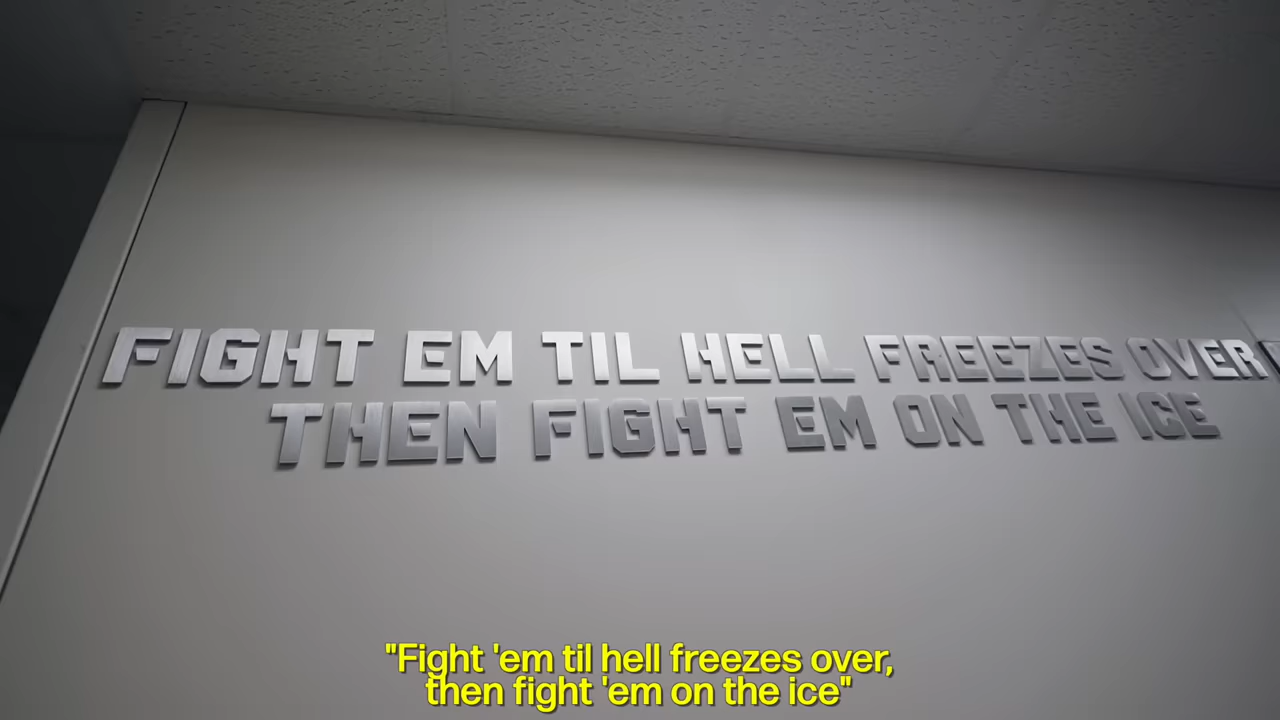 FIGHT EM TIL HELL FREEZES OVER
THEN FIGHT EM ON THE ICE
"Fight 'em til hell freezes over,
then fight 'em on the ice"